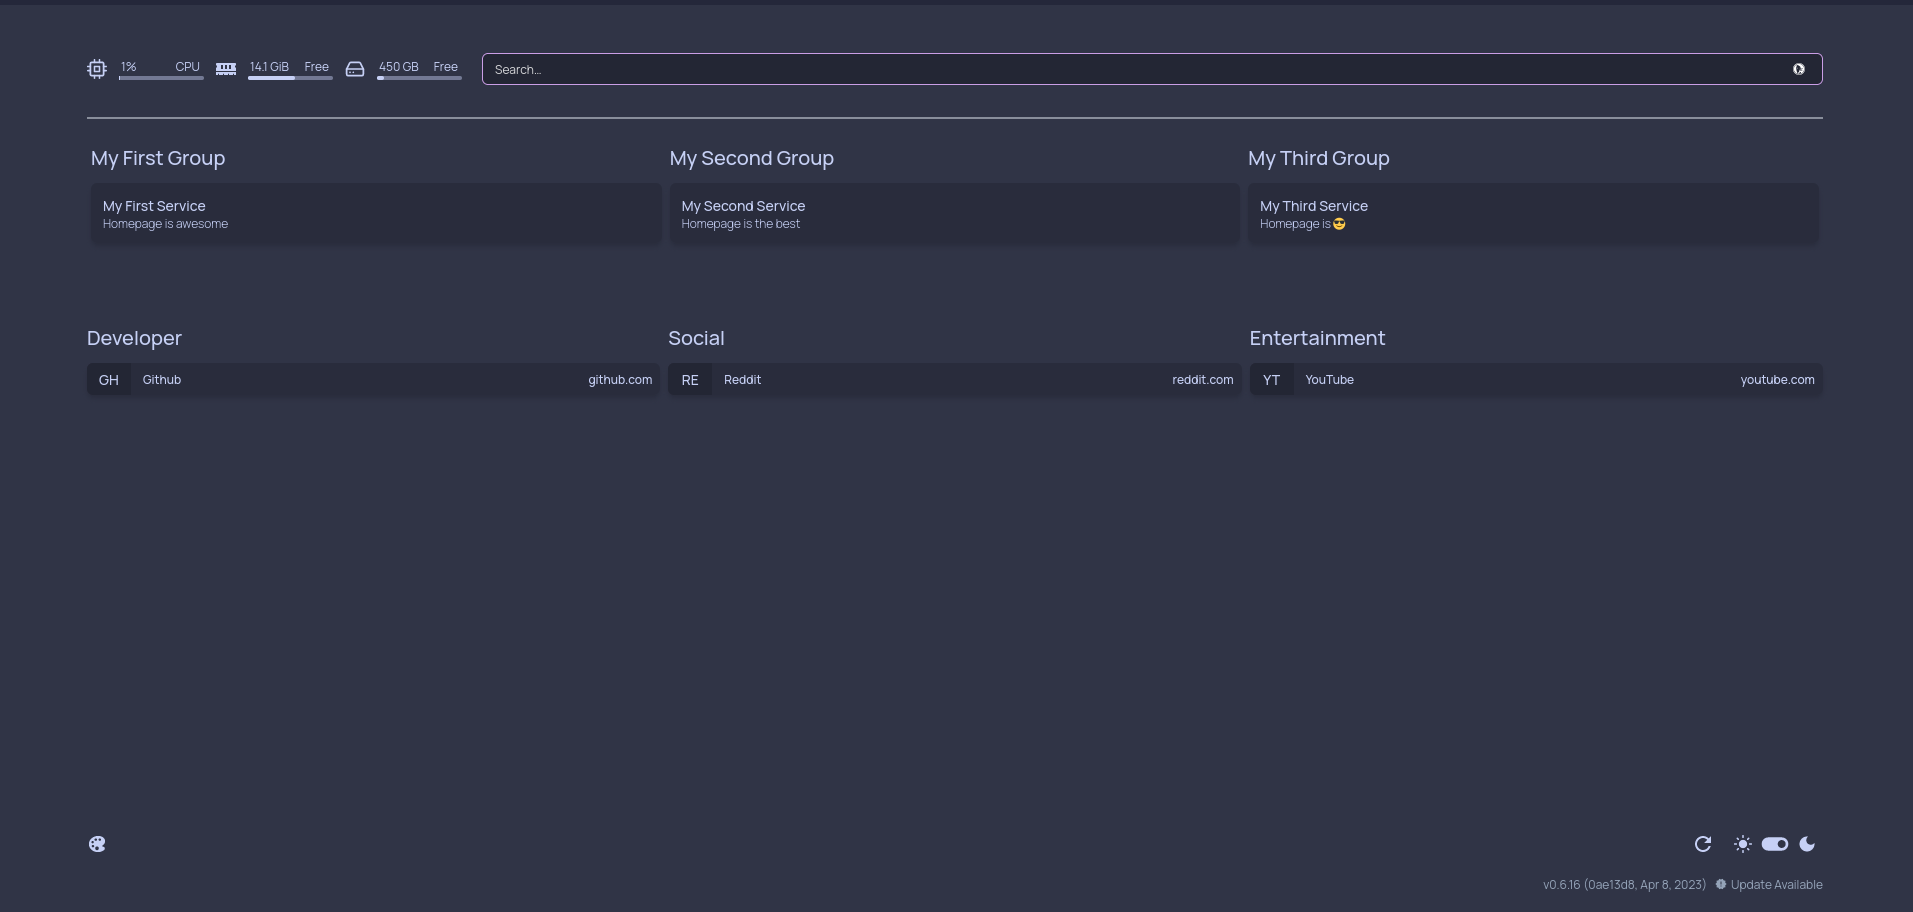 1% CPU 14.1 GiB Free 450 GB Free Search...
My First Group My Second Group My Third Group
My First Service My Second Service My Third Service
Homepage is awesome Homepage is the best Homepage is 😎
Developer Social Entertainment
GH Github github.com RE Reddit reddit.com YT YouTube youtube.com
v0.6.16 (0ae13d8, Apr 8, 2023) Update Available